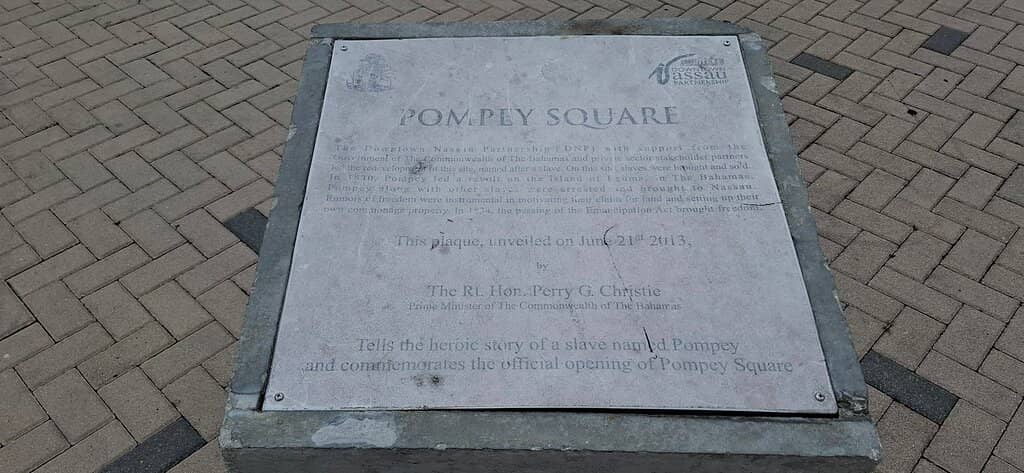 DOWNTOWN
Nassau
PARTNERSHIP
POMPEY SQUARE
The Downtown Nassau Partnership (DNP) with support from the
Government of The Commonwealth of The Bahamas and private sector stakeholder partners
led the redevelopment of this site, named after a slave. On this site slaves were bought and sold.
In 1830, Pompey led a revolt on the Island of Exuma, in The Bahamas.
Pompey along with other slaves were arrested and brought to Nassau.
Rumors of freedom were instrumental in motivating their claim for land and setting up their
own commonage property. In 1834, the passing of the Emancipation Act brought freedom.
This plaque, unveiled on June 21st 2013,
by
The Rt. Hon. Perry G. Christie
Prime Minister of The Commonwealth of The Bahamas
Tells the heroic story of a slave named Pompey
and commemorates the official opening of Pompey Square